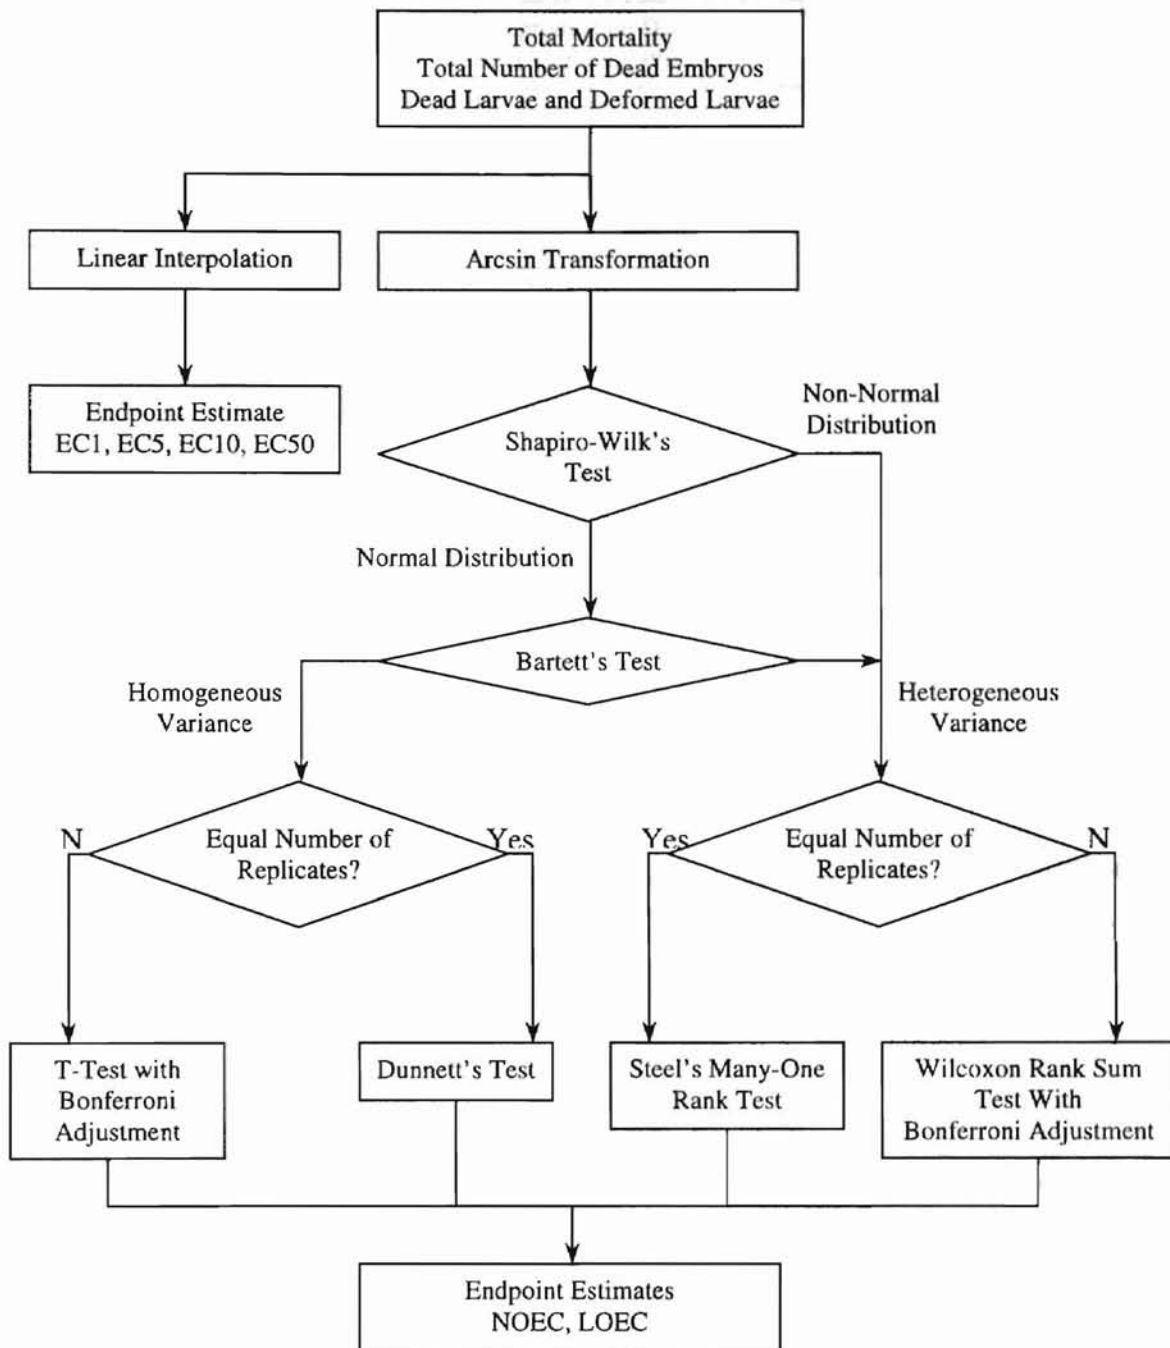 Total Mortality
Total Number of Dead Embryos
Dead Larvae and Deformed Larvae
Linear Interpolation
Arcsin Transformation
Endpoint Estimate
EC1, EC5, EC10, EC50
Shapiro-Wilk's
Test
Non-Normal
Distribution
Normal Distribution
Bartett's Test
Homogeneous
Variance
Heterogeneous
Variance
N
Equal Number of
Replicates?
Yes
Yes
Equal Number of
Replicates?
N
T-Test with
Bonferroni
Adjustment
Dunnett's Test
Steel's Many-One
Rank Test
Wilcoxon Rank Sum
Test With
Bonferroni Adjustment
Endpoint Estimates
NOEC, LOEC